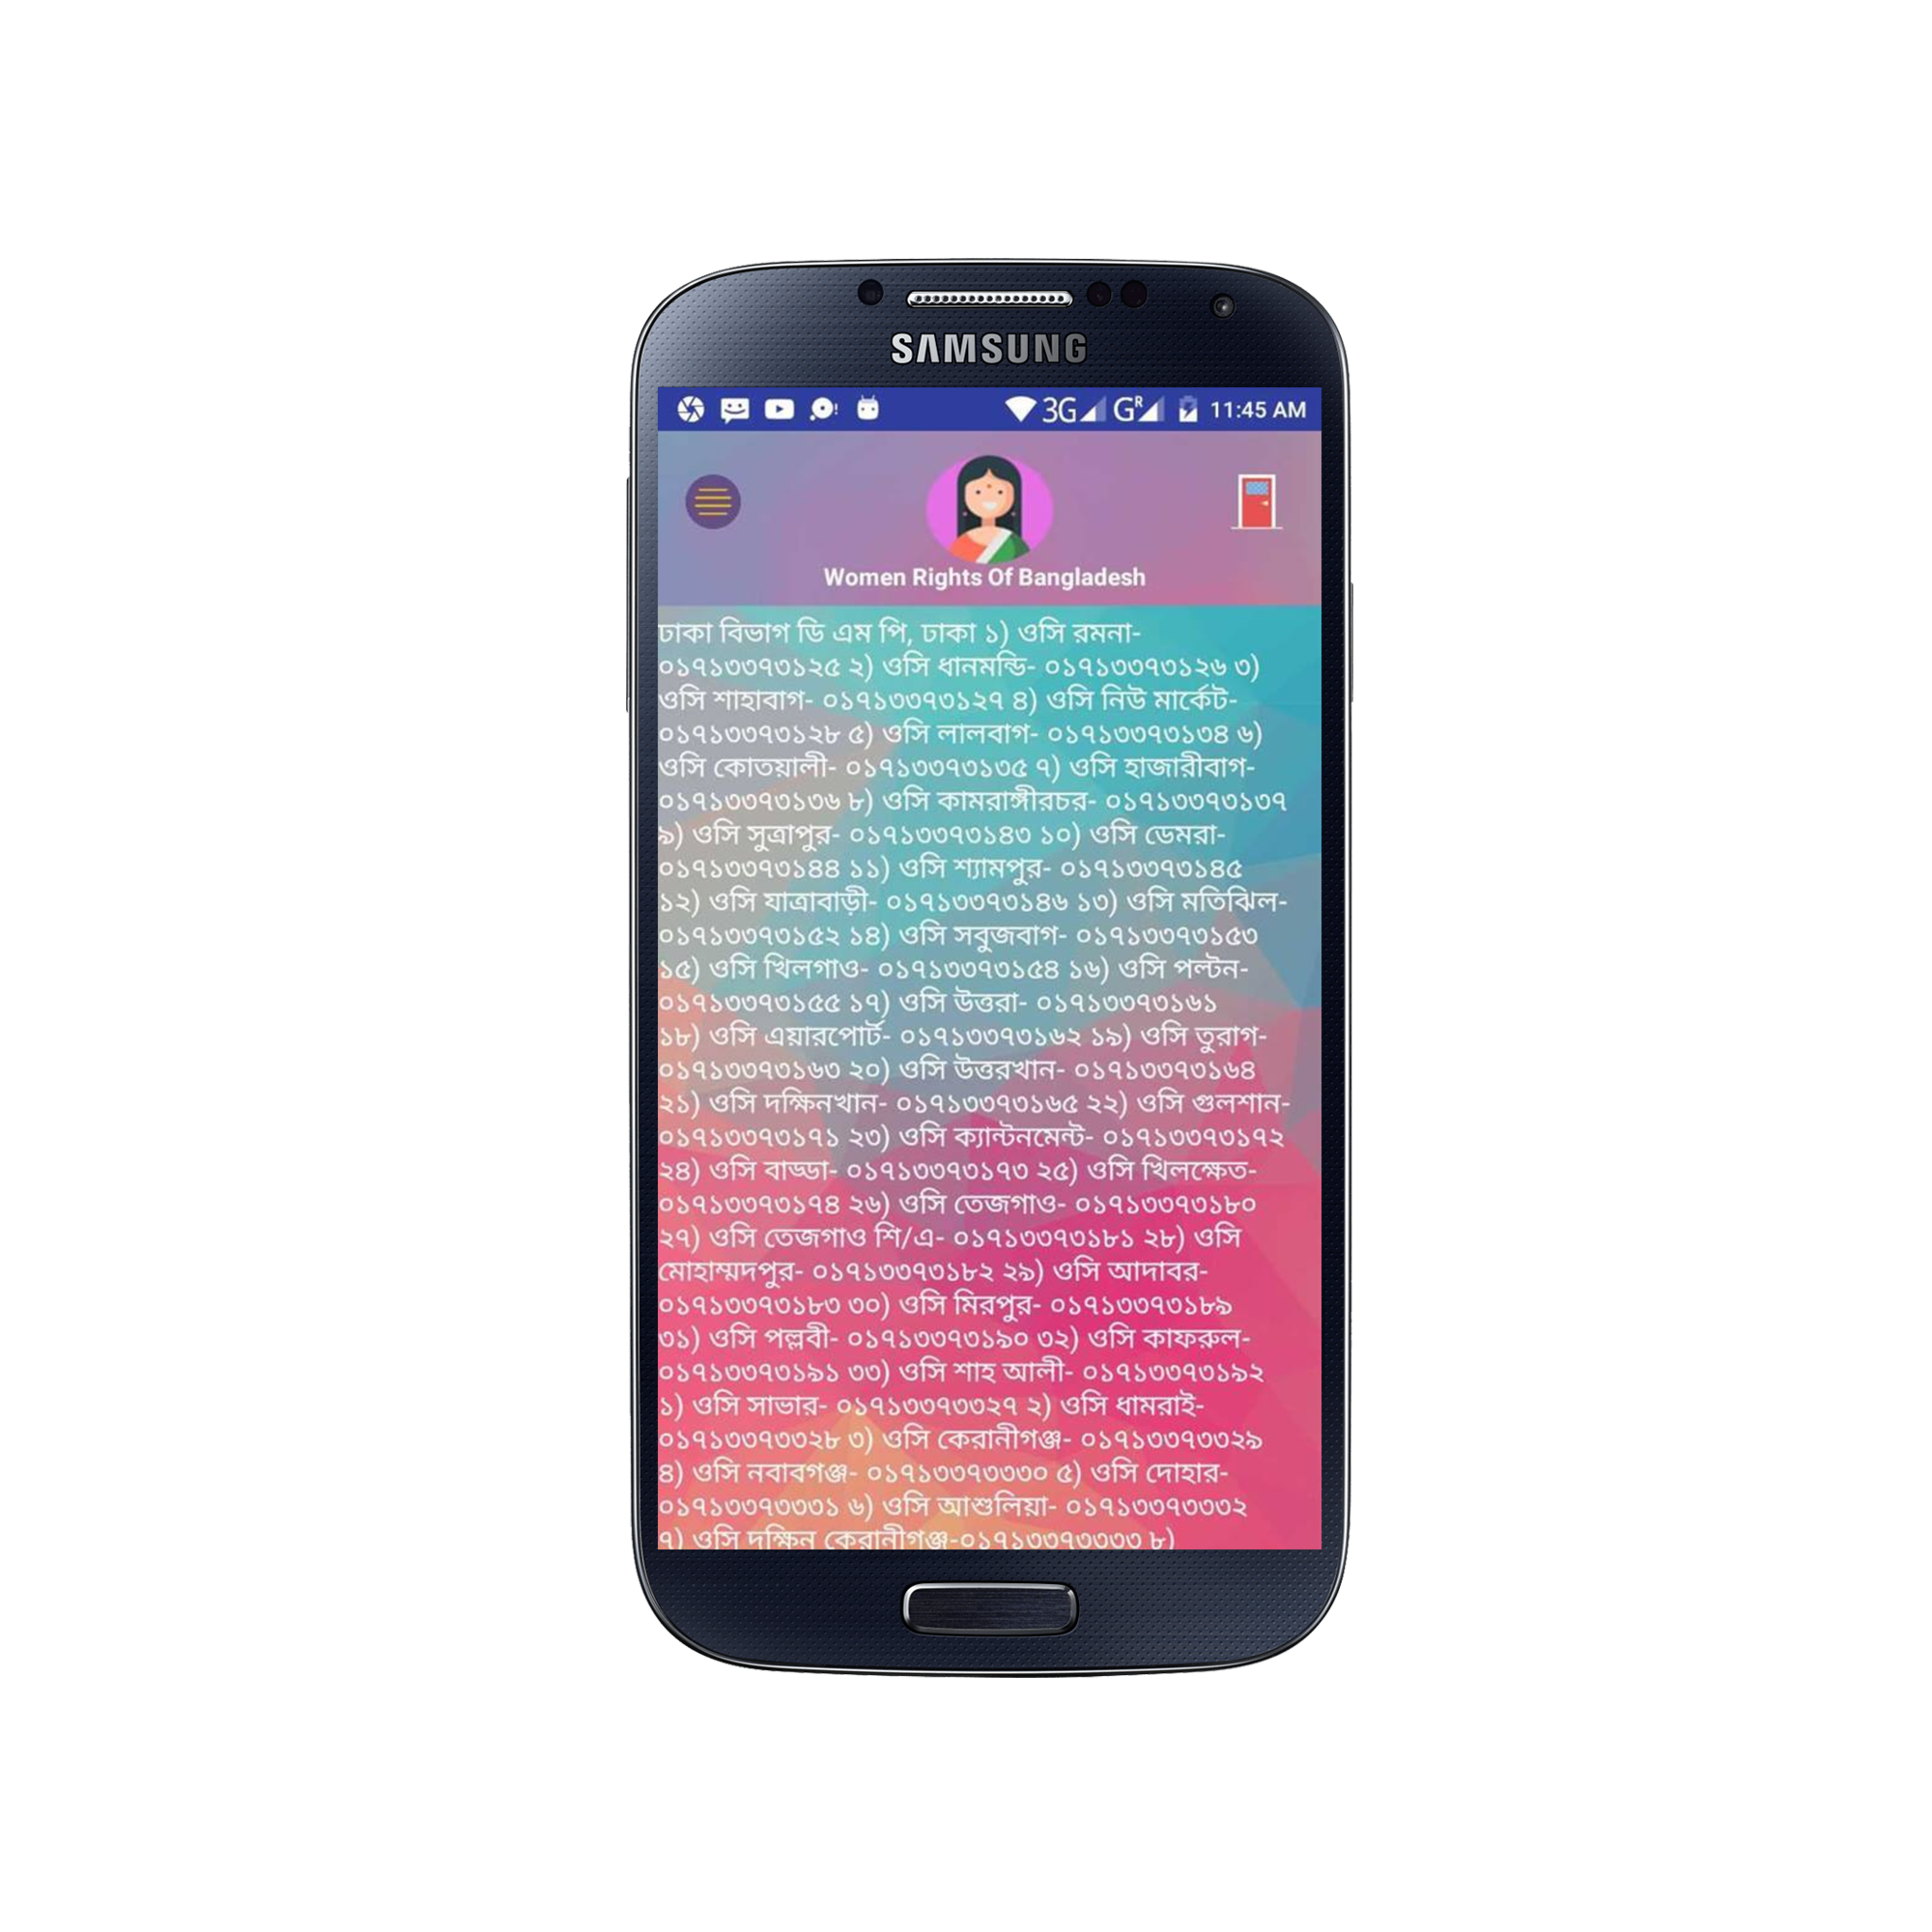 SAMSUNG
3G GR 11:45 AM
Women Rights Of Bangladesh
ঢাকা বিভাগ ডি এম পি, ঢাকা ১) ওসি রমনা-
০১৭১৩৩৭৩১২৫ ২) ওসি ধানমন্ডি- ০১৭১৩৩৭৩১২৬ ৩)
ওসি শাহাবাগ- ০১৭১৩৩৭৩১২৭ ৪) ওসি নিউ মার্কেট-
০১৭১৩৩৭৩১২৮ ৫) ওসি লালবাগ- ০১৭১৩৩৭৩১৩৪ ৬)
ওসি কোতয়ালী- ০১৭১৩৩৭৩১৩৫ ৭) ওসি হাজারীবাগ-
০১৭১৩৩৭৩১৩৬ ৮) ওসি কামরাঙ্গীরচর- ০১৭১৩৩৭৩১৩৭
৯) ওসি সুত্রাপুর- ০১৭১৩৩৭৩১৪৩ ১০) ওসি ডেমরা-
০১৭১৩৩৭৩১৪৪ ১১) ওসি শ্যামপুর- ০১৭১৩৩৭৩১৪৫
১২) ওসি যাত্রাবাড়ী- ০১৭১৩৩৭৩১৪৬ ১৩) ওসি মতিঝিল-
০১৭১৩৩৭৩১৫২ ১৪) ওসি সবুজবাগ- ০১৭১৩৩৭৩১৫৩
১৫) ওসি খিলগাও- ০১৭১৩৩৭৩১৫৪ ১৬) ওসি পল্টন-
০১৭১৩৩৭৩১৫৫ ১৭) ওসি উত্তরা- ০১৭১৩৩৭৩১৬১
১৮) ওসি এয়ারপোর্ট- ০১৭১৩৩৭৩১৬২ ১৯) ওসি তুরাগ-
০১৭১৩৩৭৩১৬৩ ২০) ওসি উত্তরখান- ০১৭১৩৩৭৩১৬৪
২১) ওসি দক্ষিনখান- ০১৭১৩৩৭৩১৬৫ ২২) ওসি গুলশান-
০১৭১৩৩৭৩১৭১ ২৩) ওসি ক্যান্টনমেন্ট- ০১৭১৩৩৭৩১৭২
২৪) ওসি বাড্ডা- ০১৭১৩৩৭৩১৭৩ ২৫) ওসি খিলক্ষেত-
০১৭১৩৩৭৩১৭৪ ২৬) ওসি তেজগাও- ০১৭১৩৩৭৩১৮০
২৭) ওসি তেজগাও শি/এ- ০১৭১৩৩৭৩১৮১ ২৮) ওসি
মোহাম্মদপুর- ০১৭১৩৩৭৩১৮২ ২৯) ওসি আদাবর-
০১৭১৩৩৭৩১৮৩ ৩০) ওসি মিরপুর- ০১৭১৩৩৭৩১৮৯
৩১) ওসি পল্লবী- ০১৭১৩৩৭৩১৯০ ৩২) ওসি কাফরুল-
০১৭১৩৩৭৩১৯১ ৩৩) ওসি শাহ আলী- ০১৭১৩৩৭৩১৯২
১) ওসি সাভার- ০১৭১৩৩৭৩৩২৭ ২) ওসি ধামরাই-
০১৭১৩৩৭৩৩২৮ ৩) ওসি কেরানীগঞ্জ- ০১৭১৩৩৭৩৩২৯
৪) ওসি নবাবগঞ্জ- ০১৭১৩৩৭৩৩৩০ ৫) ওসি দোহার-
০১৭১৩৩৭৩৩৩১ ৬) ওসি আশুলিয়া- ০১৭১৩৩৭৩৩৩২
৭) ওসি দক্ষিন কেরানীগঞ্জ-০১৭১৩৩৭৩৩৩৩ ৮)